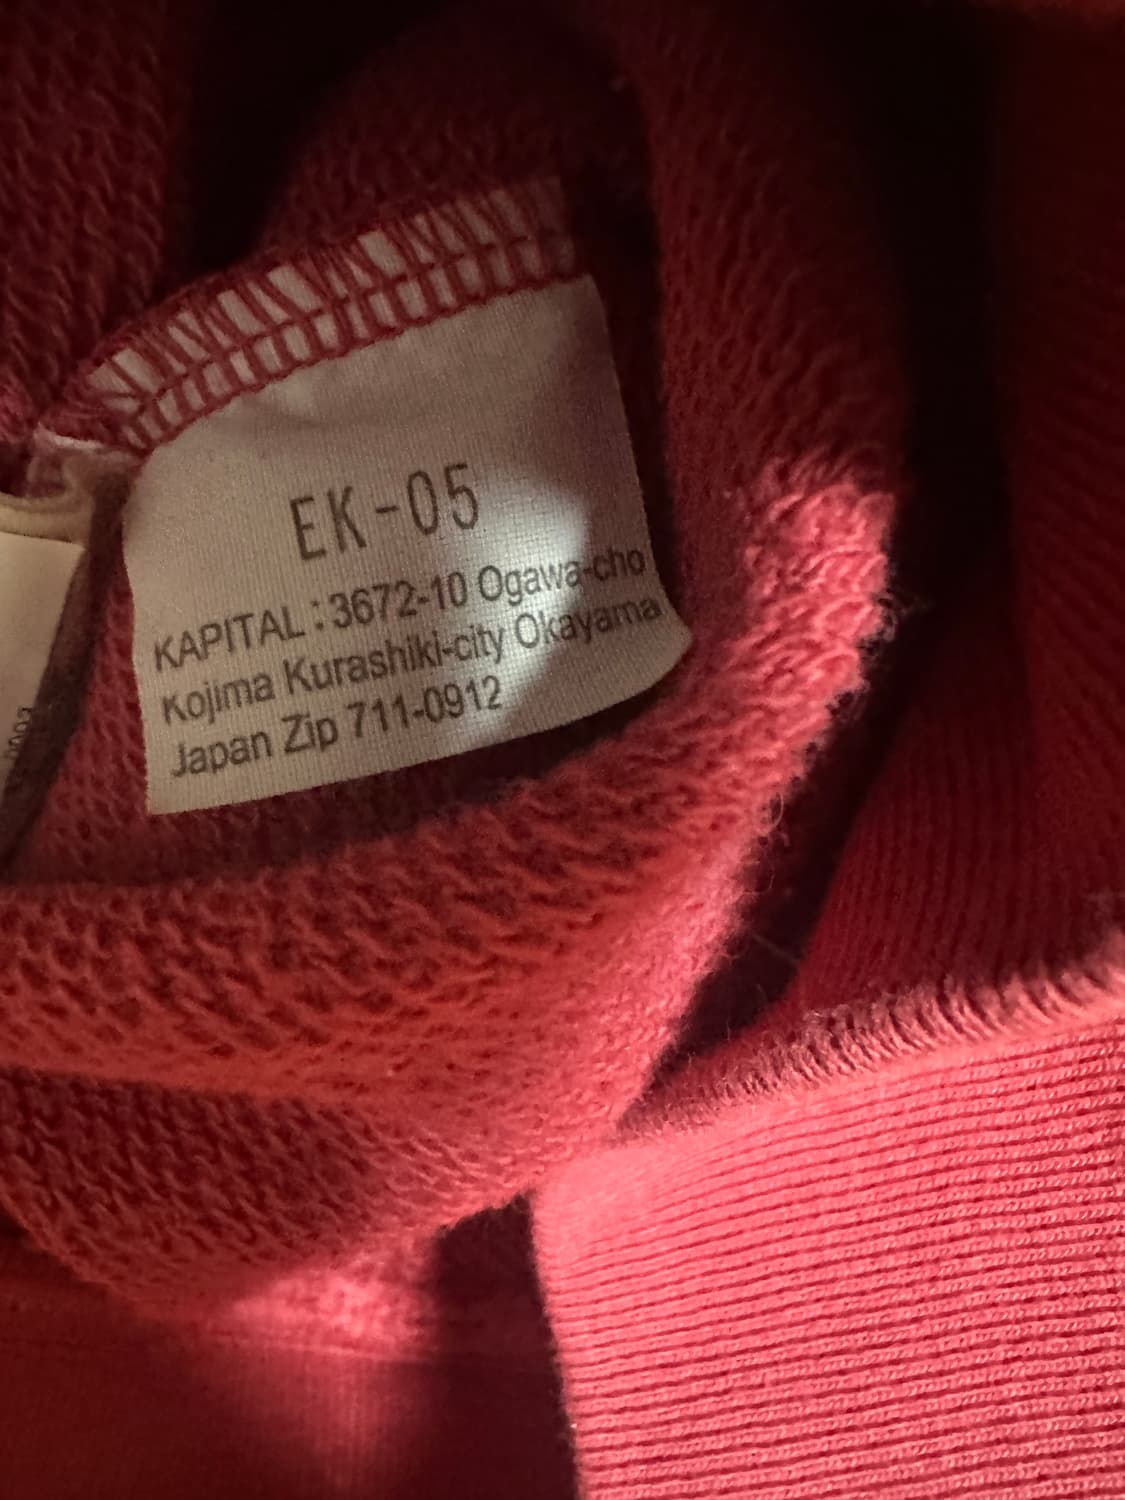 EK-05
KAPITAL:3672-10 Ogawa-cho
Kojima Kurashiki-city Okayama
Japan Zip 711-0912